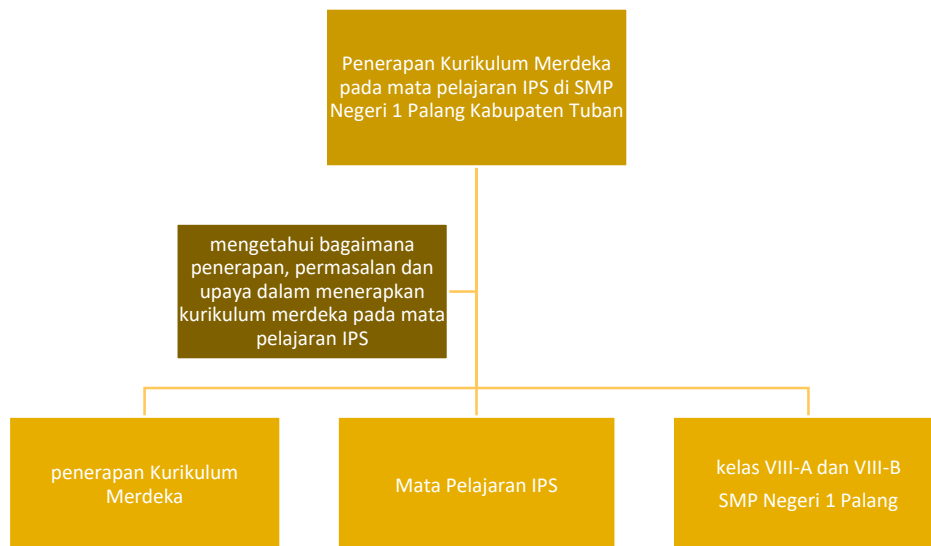 Penerapan Kurikulum Merdeka
pada mata pelajaran IPS di SMP
Negeri 1 Palang Kabupaten Tuban
mengetahui bagaimana
penerapan, permasalan dan
upaya dalam menerapkan
kurikulum merdeka pada mata
pelajaran IPS
penerapan Kurikulum
Merdeka
Mata Pelajaran IPS
kelas VIII-A dan VIII-B
SMP Negeri 1 Palang